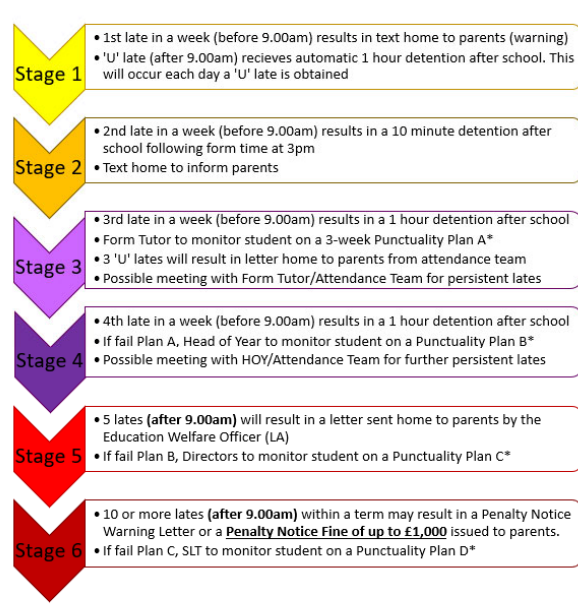 Stage 1
• 1st late in a week (before 9.00am) results in text home to parents (warning)
• 'U' late (after 9.00am) recieves automatic 1 hour detention after school. This
will occur each day a 'U' late is obtained
Stage 2
• 2nd late in a week (before 9.00am) results in a 10 minute detention after
school following form time at 3pm
• Text home to inform parents
Stage 3
• 3rd late in a week (before 9.00am) results in a 1 hour detention after school
• Form Tutor to monitor student on a 3-week Punctuality Plan A*
• 3 'U' lates will result in letter home to parents from attendance team
• Possible meeting with Form Tutor/Attendance Team for persistent lates
Stage 4
• 4th late in a week (before 9.00am) results in a 1 hour detention after school
• If fail Plan A, Head of Year to monitor student on a Punctuality Plan B*
• Possible meeting with HOY/Attendance Team for further persistent lates
Stage 5
• 5 lates (after 9.00am) will result in a letter sent home to parents by the
Education Welfare Officer (LA)
• If fail Plan B, Directors to monitor student on a Punctuality Plan C*
Stage 6
• 10 or more lates (after 9.00am) within a term may result in a Penalty Notice
Warning Letter or a Penalty Notice Fine of up to £1,000 issued to parents.
• If fail Plan C, SLT to monitor student on a Punctuality Plan D*